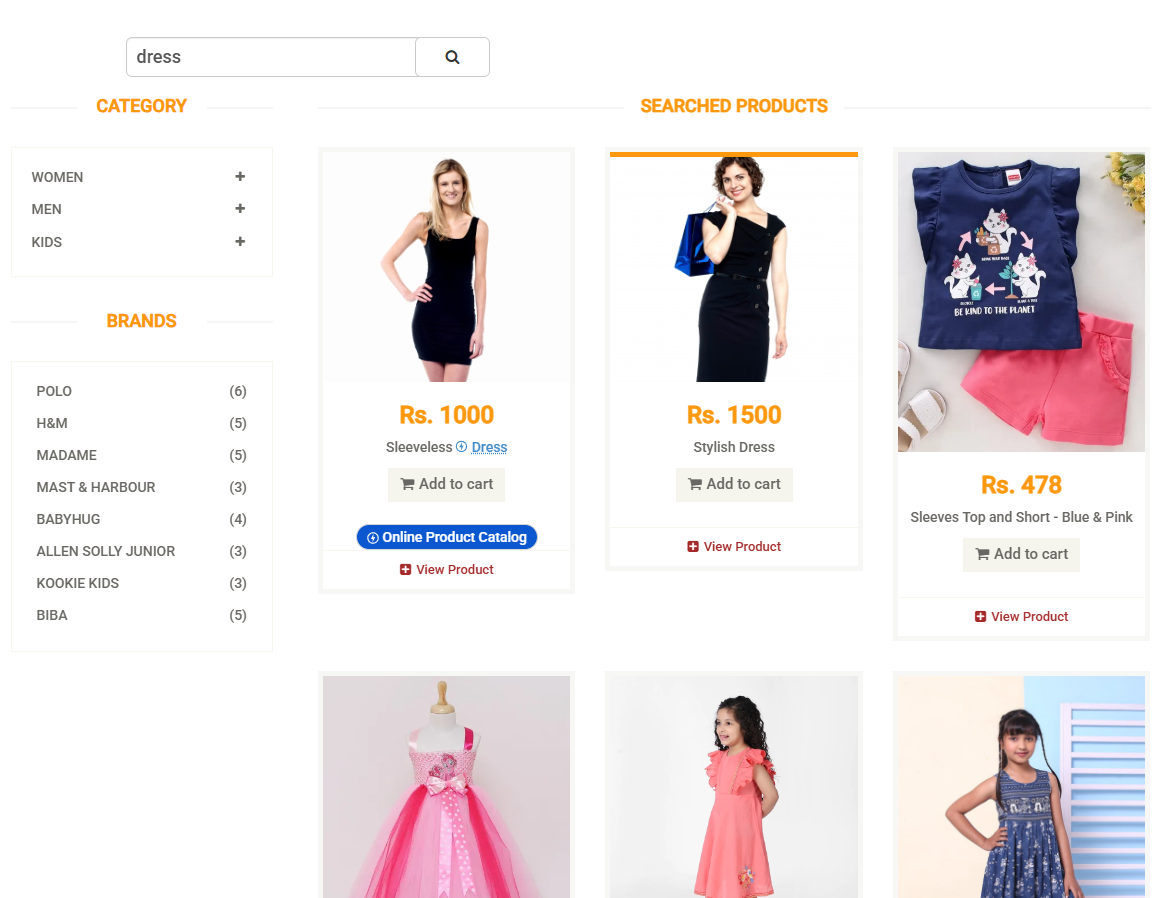 dress
CATEGORY
WOMEN
MEN
KIDS
BRANDS
POLO (6)
H&M (5)
MADAME (5)
MAST & HARBOUR (3)
BABYHUG (4)
ALLEN SOLLY JUNIOR (3)
KOOKIE KIDS (3)
BIBA (5)
SEARCHED PRODUCTS
Rs. 1000
Sleeveless Dress
Add to cart
Online Product Catalog
View Product
Rs. 1500
Stylish Dress
Add to cart
View Product
BE KIND TO THE PLANET
Rs. 478
Sleeves Top and Short - Blue & Pink
Add to cart
View Product